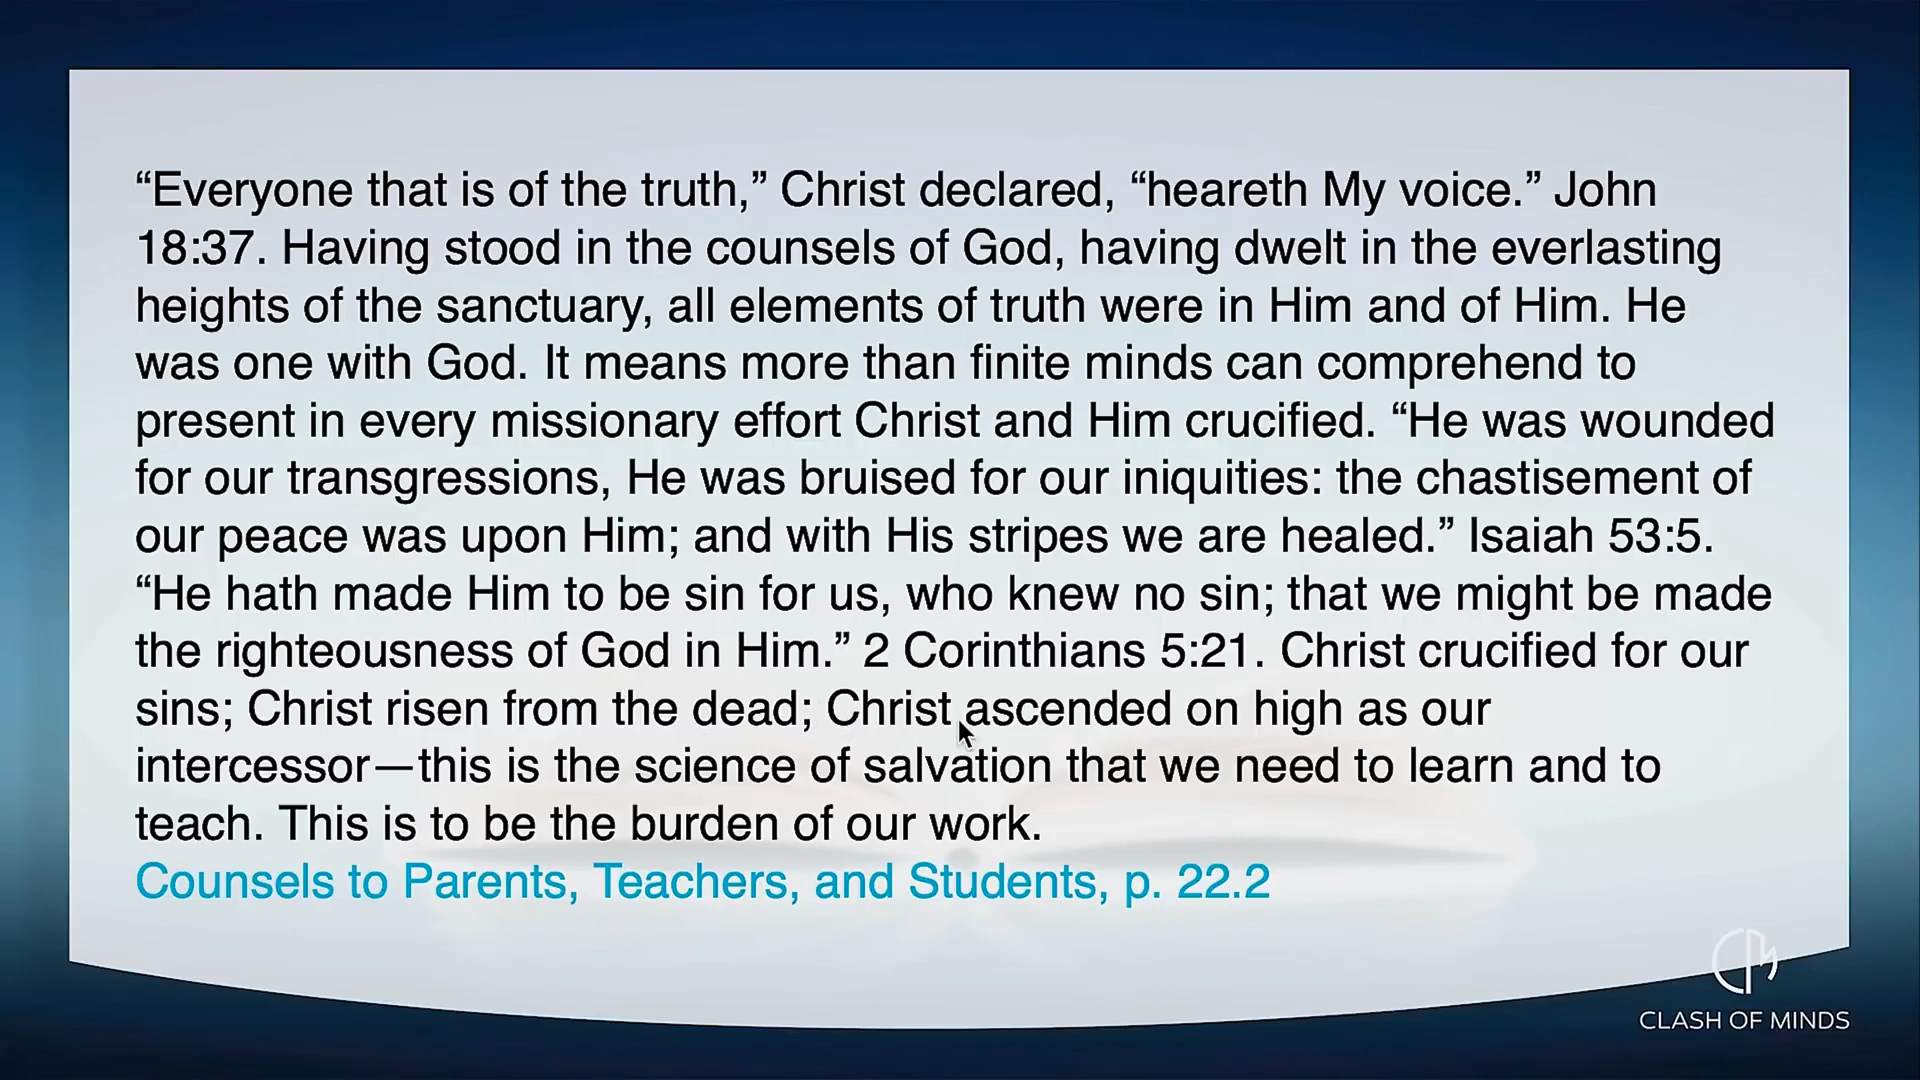 “Everyone that is of the truth,” Christ declared, “heareth My voice.” John
18:37. Having stood in the counsels of God, having dwelt in the everlasting
heights of the sanctuary, all elements of truth were in Him and of Him. He
was one with God. It means more than finite minds can comprehend to
present in every missionary effort Christ and Him crucified. “He was wounded
for our transgressions, He was bruised for our iniquities: the chastisement of
our peace was upon Him; and with His stripes we are healed.” Isaiah 53:5.
“He hath made Him to be sin for us, who knew no sin; that we might be made
the righteousness of God in Him.” 2 Corinthians 5:21. Christ crucified for our
sins; Christ risen from the dead; Christ ascended on high as our
intercessor—this is the science of salvation that we need to learn and to
teach. This is to be the burden of our work.
Counsels to Parents, Teachers, and Students, p. 22.2
CLASH OF MINDS